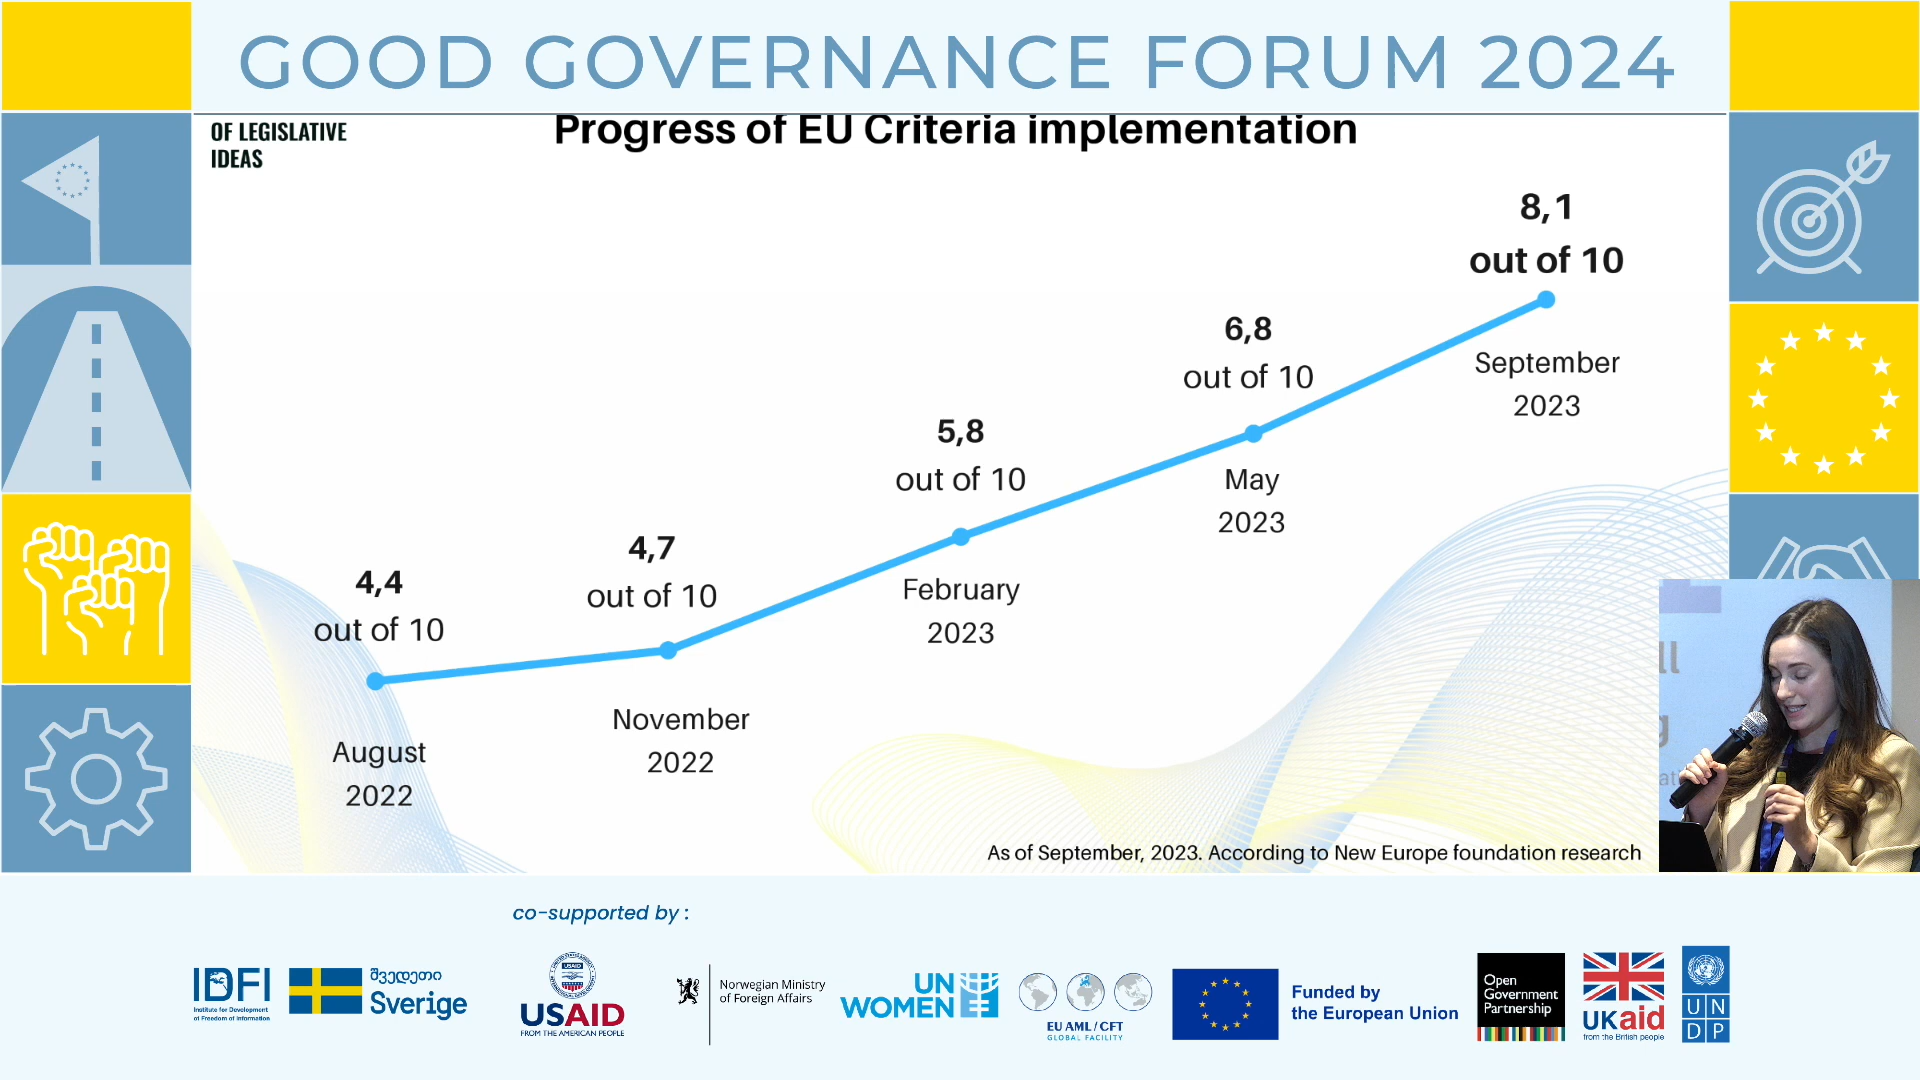 GOOD GOVERNANCE FORUM 2024
OF LEGISLATIVE
IDEAS
Progress of EU Criteria implementation
8,1
out of 10
September
2023
6,8
out of 10
May
2023
5,8
out of 10
February
2023
4,7
out of 10
November
2022
4,4
out of 10
August
2022
As of September, 2023. According to New Europe foundation research
co-supported by :
IDFI
Institute for Development
of Freedom of Information
შვედეთი
Sverige
USAID
USAID
FROM THE AMERICAN PEOPLE
Norwegian Ministry
of Foreign Affairs
UN
WOMEN
EU AML / CFT
GLOBAL FACILITY
Funded by
the European Union
Open
Government
Partnership
UKaid
from the British people
U N
D P